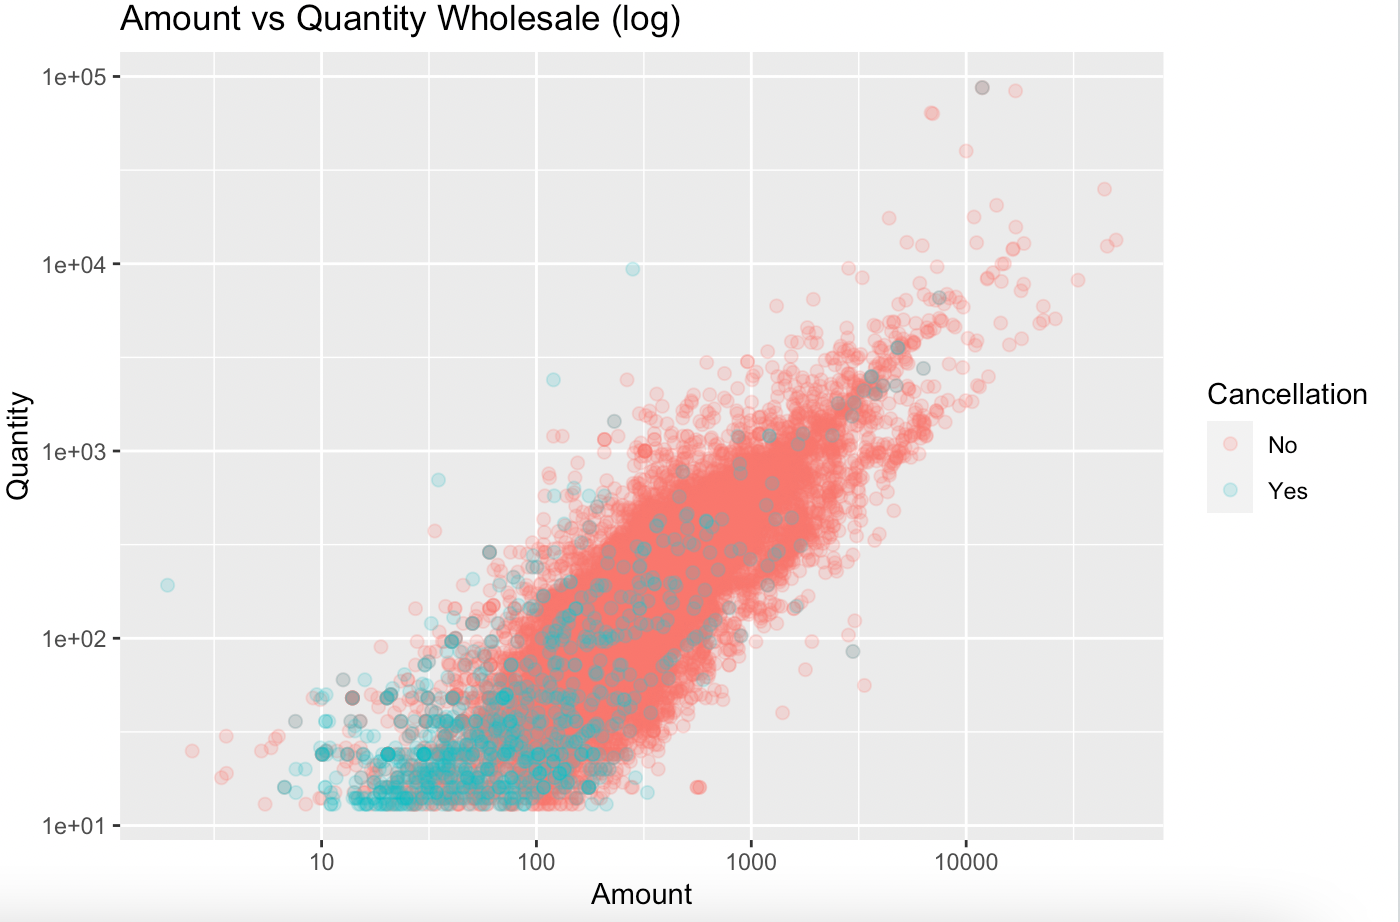 Amount vs Quantity Wholesale (log)
1e+05
1e+04
1e+03
1e+02
1e+01
Quantity
10 100 1000 10000
Amount
Cancellation
No
Yes